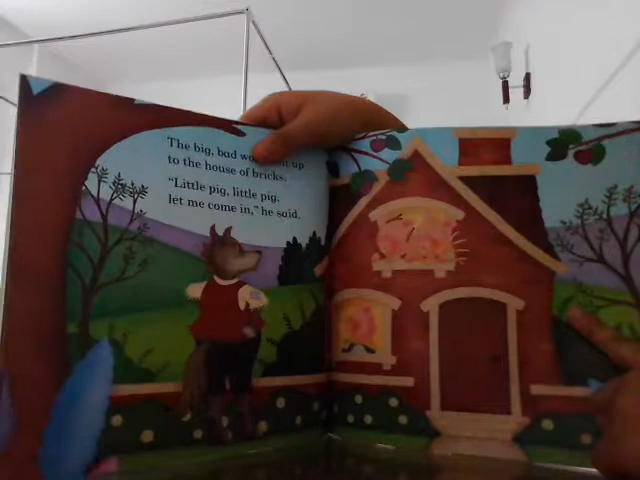 The big, bad wo up
to the house of bricks.
"Little pig, little pig,
let me come in," he said.